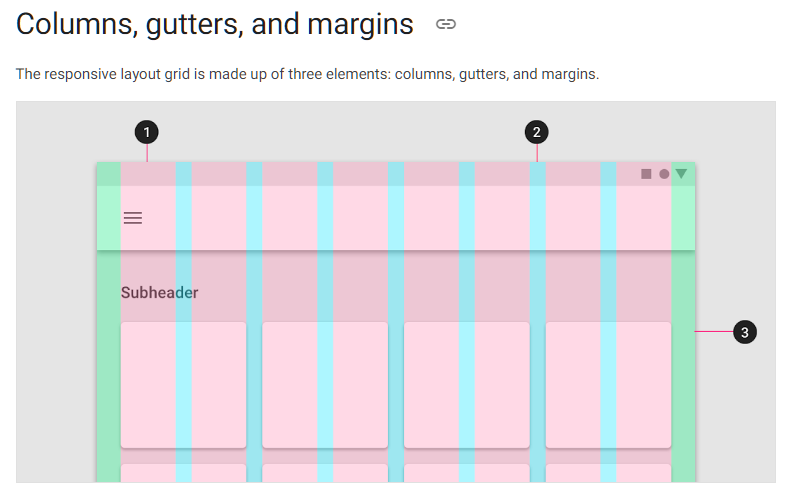 Columns, gutters, and margins
The responsive layout grid is made up of three elements: columns, gutters, and margins.
1
2
Subheader
3